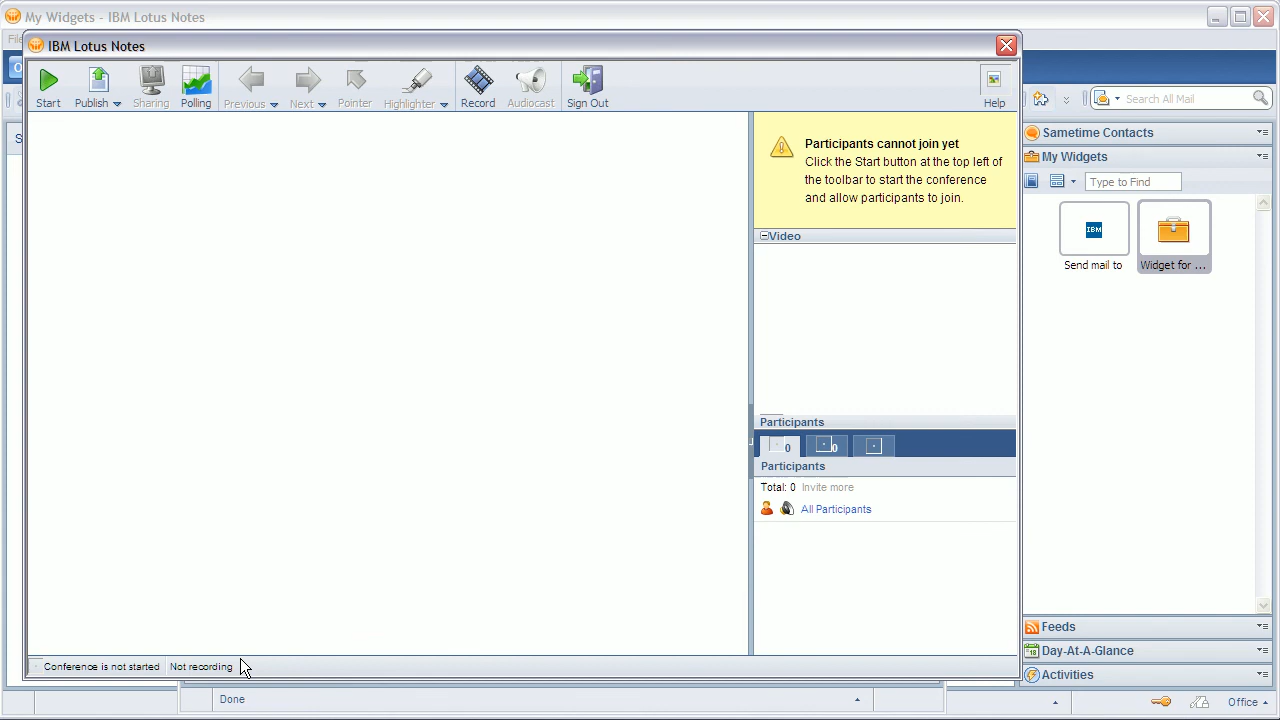 My Widgets - IBM Lotus Notes
IBM Lotus Notes
Start
Publish
Sharing
Polling
Previous
Next
Pointer
Highlighter
Record
Audiocast
Sign Out
Help
Search All Mail
Participants cannot join yet
Click the Start button at the top left of
the toolbar to start the conference
and allow participants to join.
Video
Participants
0
0
Participants
Total: 0 Invite more
All Participants
Sametime Contacts
My Widgets
Type to Find
IBM
Send mail to
Widget for ...
Feeds
Day-At-A-Glance
Activities
Conference is not started
Not recording
Done
Office